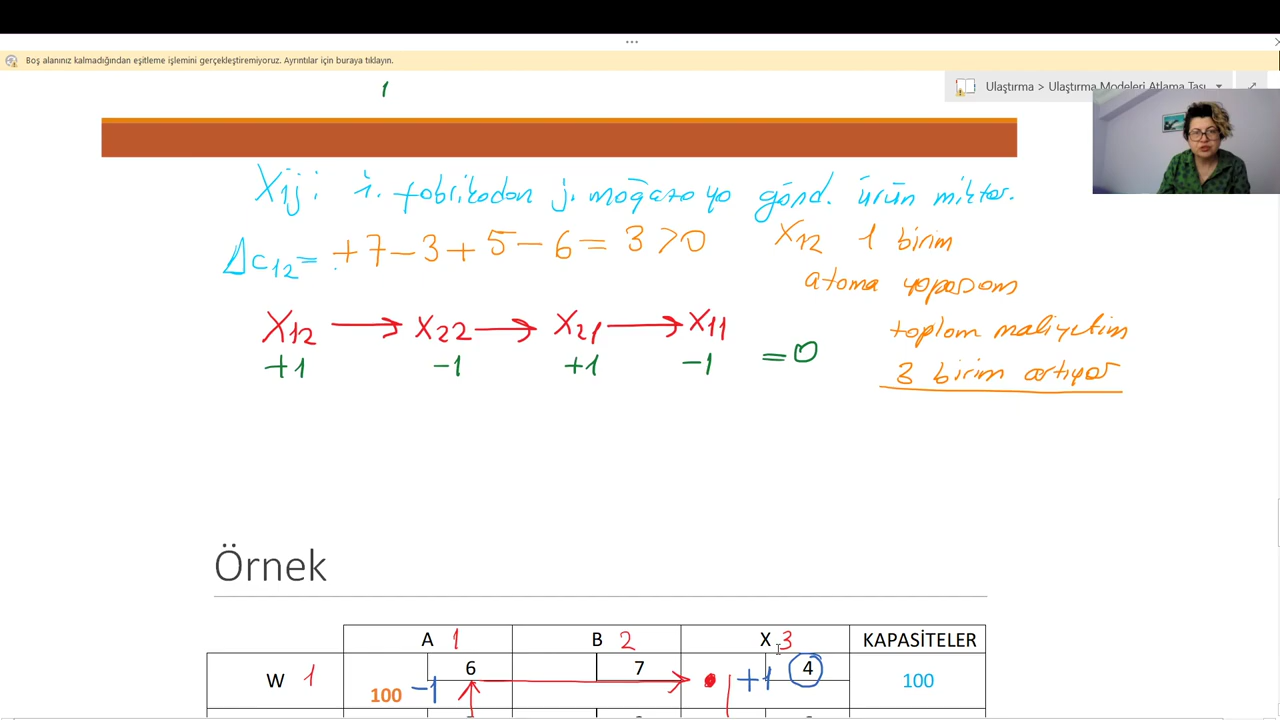 Boş alanınız kalmadığından eşitleme işlemini gerçekleştiremiyoruz. Ayrıntılar için buraya tıklayın.
Ulaştırma > Ulaştırma Modeleri Atlama Taşı
1
Xij: i. fabrikadan j. mağazaya gönd. ürün miktar.
Δc12 = +7 – 3 + 5 – 6 = 3 > 0
X12 1 birim
atama yaparsam
toplam maliyetim
3 birim artıyor
X12 → X22 → X21 → X11
+1 –1 +1 –1 = 0
Örnek
A 1 B 2 X 3 KAPASİTELER
W 1 6 7 +1 4 100
100 –1